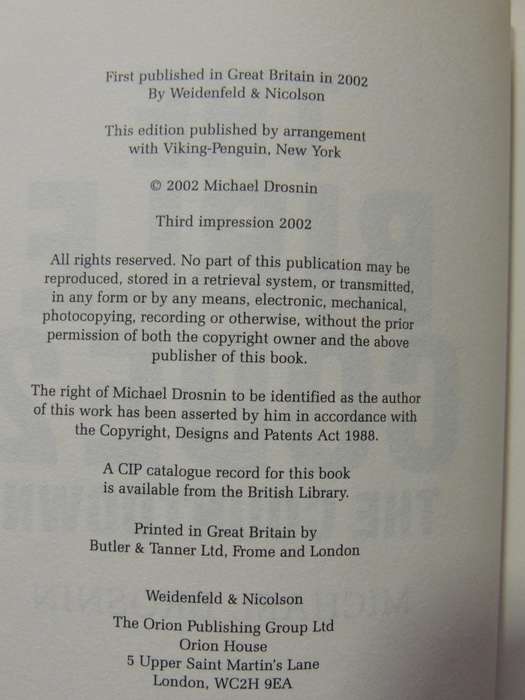 First published in Great Britain in 2002
By Weidenfeld & Nicolson
This edition published by arrangement
with Viking-Penguin, New York
© 2002 Michael Drosnin
Third impression 2002
All rights reserved. No part of this publication may be
reproduced, stored in a retrieval system, or transmitted,
in any form or by any means, electronic, mechanical,
photocopying, recording or otherwise, without the prior
permission of both the copyright owner and the above
publisher of this book.
The right of Michael Drosnin to be identified as the author
of this work has been asserted by him in accordance with
the Copyright, Designs and Patents Act 1988.
A CIP catalogue record for this book
is available from the British Library.
Printed in Great Britain by
Butler & Tanner Ltd, Frome and London
Weidenfeld & Nicolson
The Orion Publishing Group Ltd
Orion House
5 Upper Saint Martin's Lane
London, WC2H 9EA